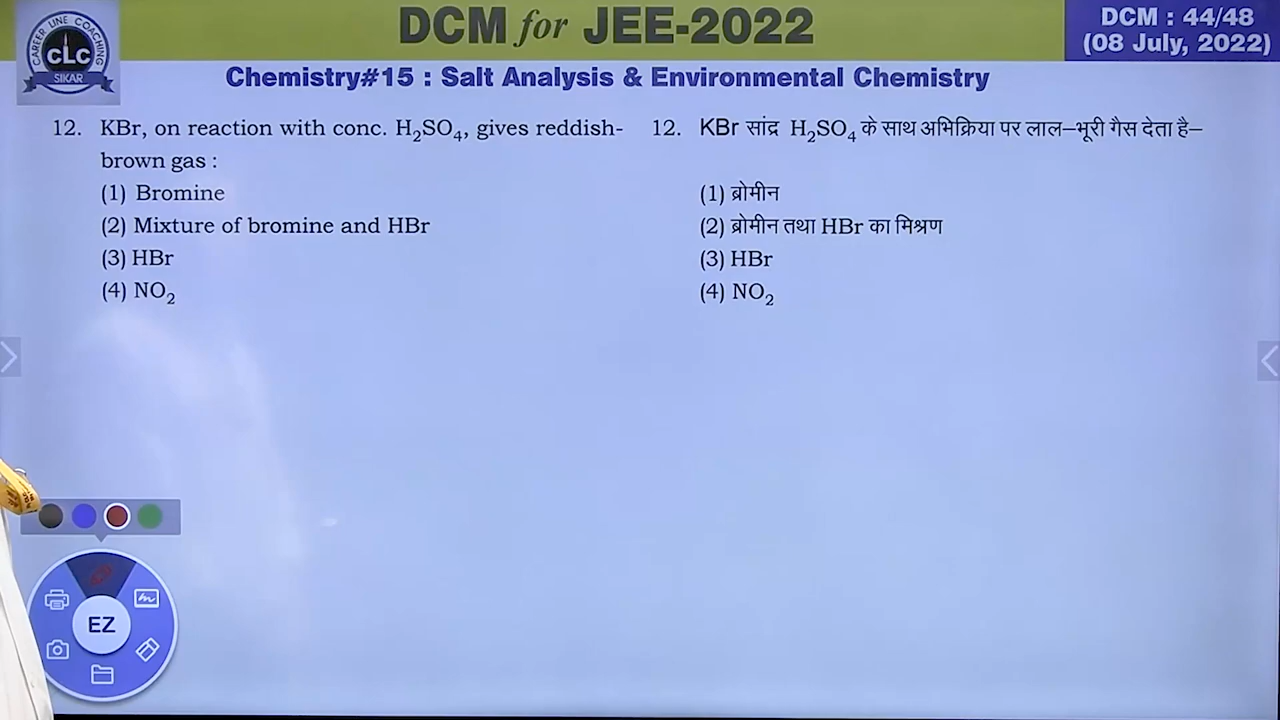 DCM for JEE-2022
DCM : 44/48
(08 July, 2022)
CAREER LINE COACHING
CLC
SIKAR
Chemistry#15 : Salt Analysis & Environmental Chemistry
12. KBr, on reaction with conc. H₂SO₄, gives reddish-
brown gas :
(1) Bromine
(2) Mixture of bromine and HBr
(3) HBr
(4) NO₂
12. KBr सांद्र H₂SO₄ के साथ अभिक्रिया पर लाल–भूरी गैस देता है–
(1) ब्रोमीन
(2) ब्रोमीन तथा HBr का मिश्रण
(3) HBr
(4) NO₂
EZ